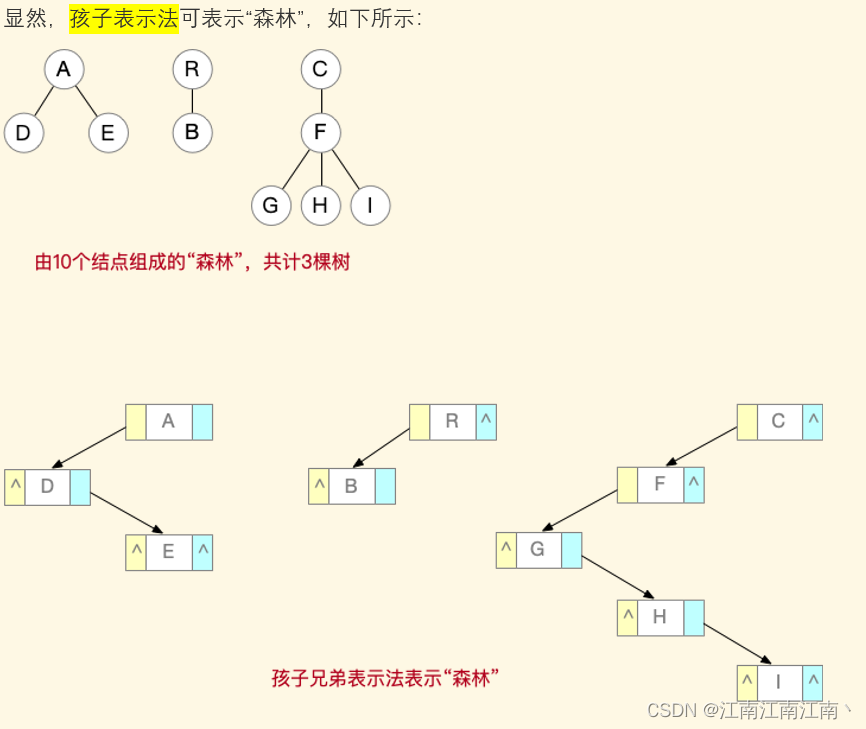 显然，孩子表示法可表示“森林”，如下所示：
A R C
D E B F
G H I
由10个结点组成的“森林”，共计3棵树
A R ^ C ^
^ D ^ B F ^
^ E ^ ^ G
^ H
^ I ^
孩子兄弟表示法表示“森林”
CSDN @江南江南江南丶